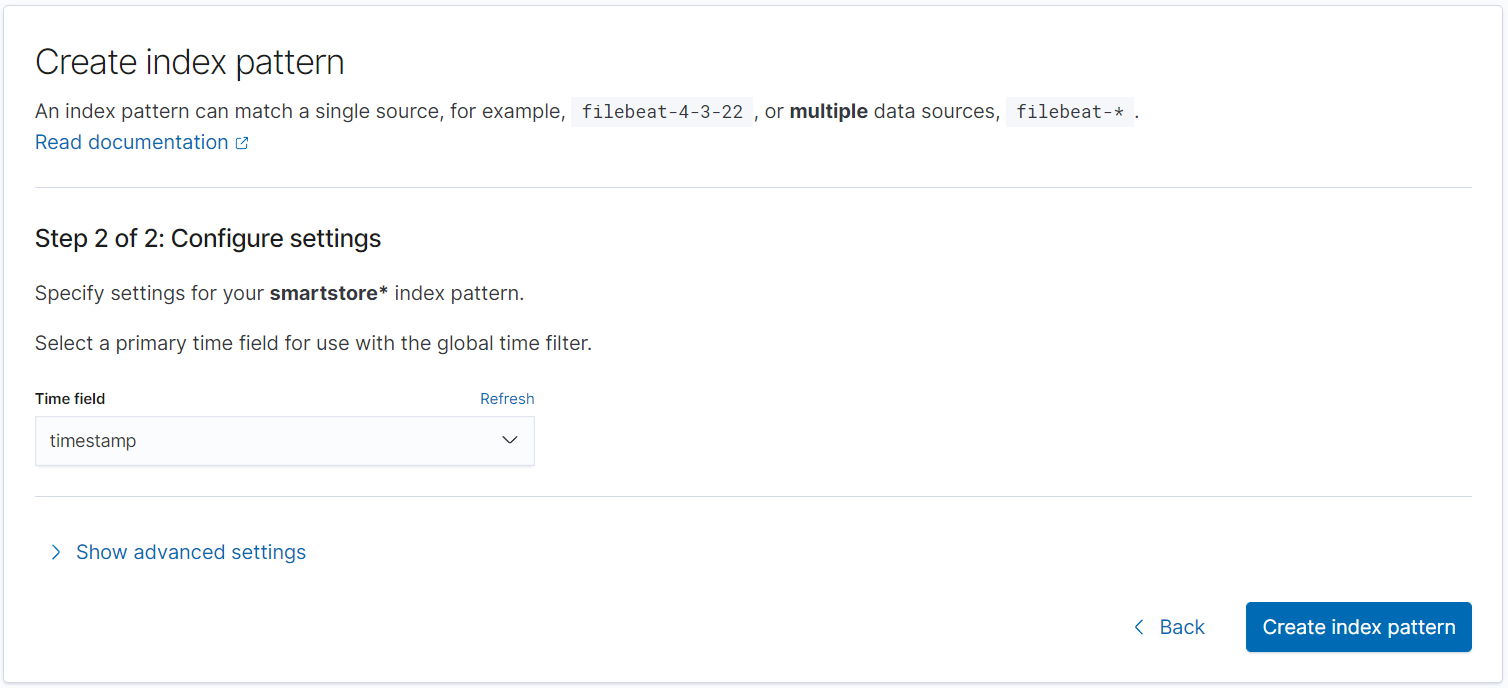 Create index pattern
An index pattern can match a single source, for example, filebeat-4-3-22 , or multiple data sources, filebeat-* .
Read documentation
Step 2 of 2: Configure settings
Specify settings for your smartstore* index pattern.
Select a primary time field for use with the global time filter.
Time field Refresh
timestamp
Show advanced settings
Back Create index pattern